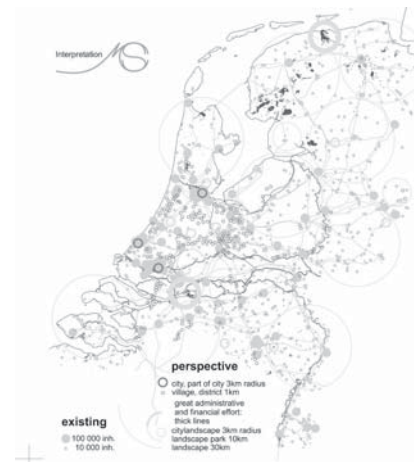 Interpretation
perspective
city, part of city 3km radius
village, district 1km
great administrative
and financial effort:
thick lines
citylandscape 3km radius
landscape park 10km
landscape 30km
existing
100 000 inh.
10 000 inh.